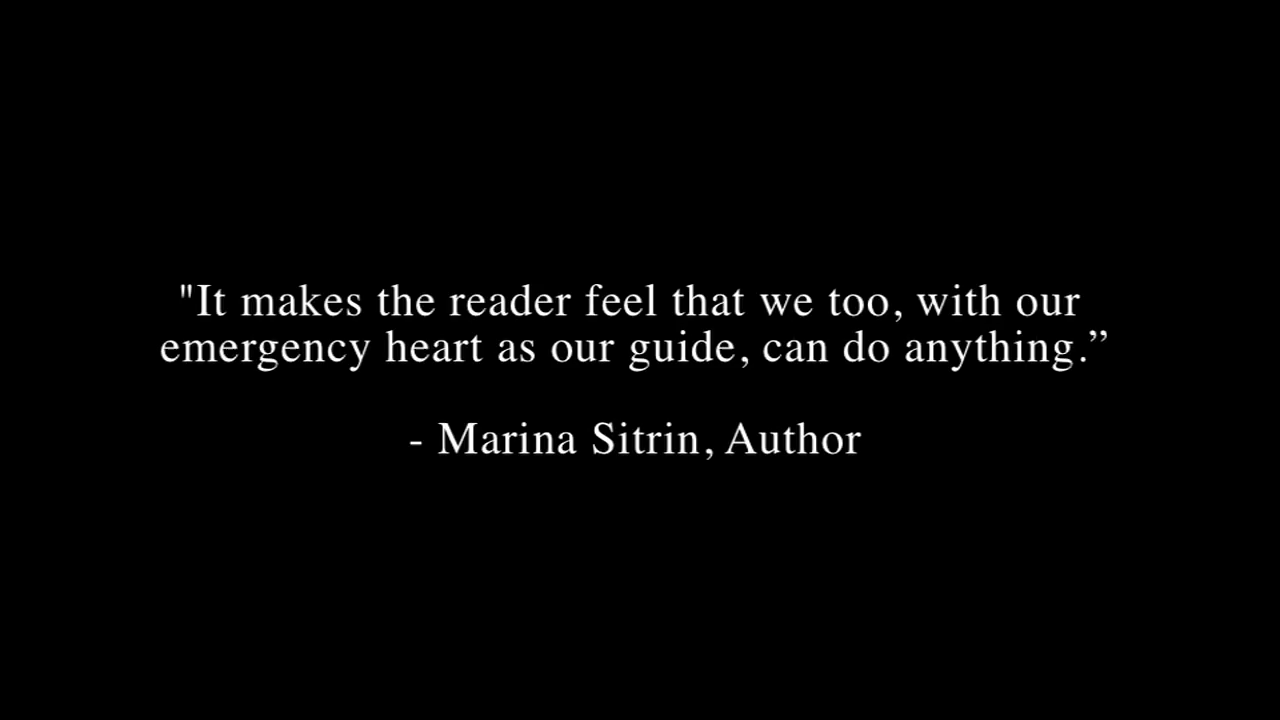 "It makes the reader feel that we too, with our
emergency heart as our guide, can do anything.”
- Marina Sitrin, Author